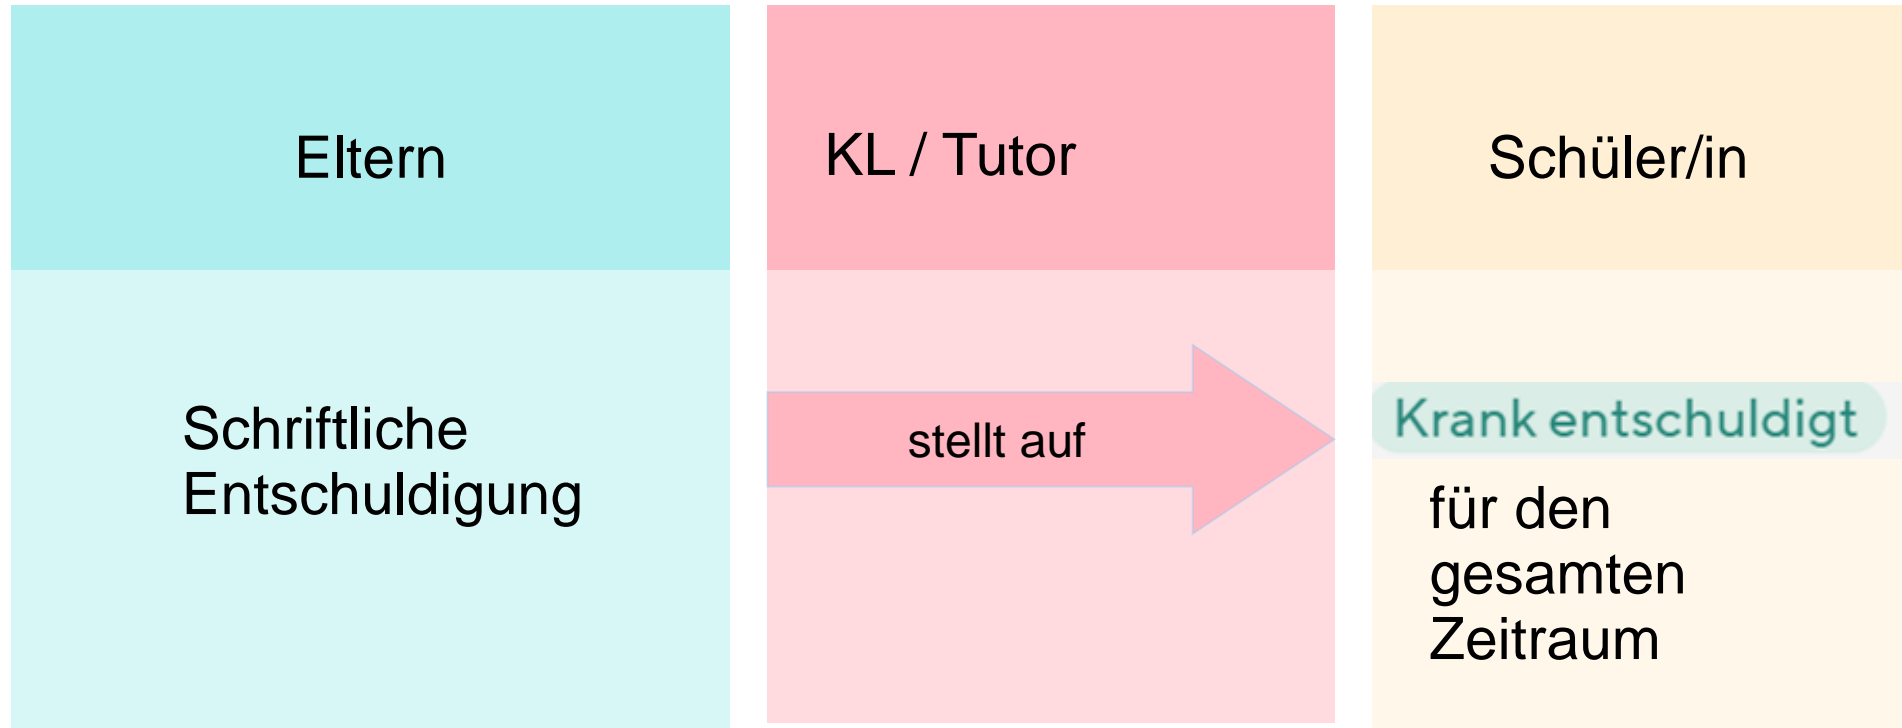 Eltern
KL / Tutor
Schüler/in
Schriftliche
Entschuldigung
stellt auf
Krank entschuldigt
für den
gesamten
Zeitraum